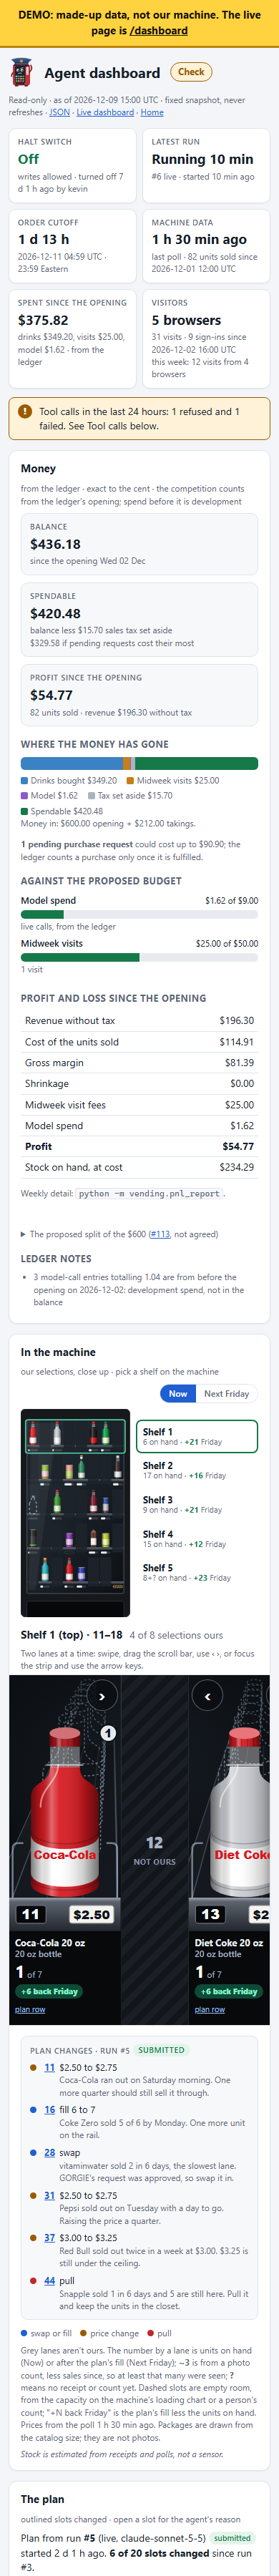 DEMO: made-up data, not our machine. The live
page is /dashboard
Agent dashboard
Check
Read-only · as of 2026-12-09 15:00 UTC · fixed snapshot, never
refreshes · JSON · Live dashboard · Home
HALT SWITCH
Off
writes allowed · turned off 7
d 1 h ago by kevin
LATEST RUN
Running 10 min
#6 live · started 10 min ago
ORDER CUTOFF
1 d 13 h
2026-12-11 04:59 UTC ·
23:59 Eastern
MACHINE DATA
1 h 30 min ago
last poll · 82 units sold since
2026-12-01 12:00 UTC
SPENT SINCE THE OPENING
$375.82
drinks $349.20, visits $25.00,
model $1.62 · from the
ledger
VISITORS
5 browsers
31 visits · 9 sign-ins since
2026-12-02 16:00 UTC
this week: 12 visits from 4
browsers
Tool calls in the last 24 hours: 1 refused and 1
failed. See Tool calls below.
Money
from the ledger · exact to the cent · the competition counts
from the ledger's opening; spend before it is development
BALANCE
$436.18
since the opening Wed 02 Dec
SPENDABLE
$420.48
balance less $15.70 sales tax set aside
$329.58 if pending requests cost their most
PROFIT SINCE THE OPENING
$54.77
82 units sold · revenue $196.30 without tax
WHERE THE MONEY HAS GONE
Drinks bought $349.20
Midweek visits $25.00
Model $1.62
Tax set aside $15.70
Spendable $420.48
Money in: $600.00 opening + $212.00 takings.
1 pending purchase request could cost up to $90.90; the
ledger counts a purchase only once it is fulfilled.
AGAINST THE PROPOSED BUDGET
Model spend $1.62 of $9.00
live calls, from the ledger
Midweek visits $25.00 of $50.00
1 visit
PROFIT AND LOSS SINCE THE OPENING
Revenue without tax $196.30
Cost of the units sold $114.91
Gross margin $81.39
Shrinkage $0.00
Midweek visit fees $25.00
Model spend $1.62
Profit $54.77
Stock on hand, at cost $234.29
Weekly detail: python -m vending.pnl_report.
The proposed split of the $600 (#113, not agreed)
LEDGER NOTES
3 model-call entries totalling 1.04 are from before the
opening on 2026-12-02: development spend, not in the
balance
In the machine
our selections, close up · pick a shelf on the machine
Now
Next Friday
Shelf 1
6 on hand · +21 Friday
Shelf 2
17 on hand · +16 Friday
Shelf 3
9 on hand · +21 Friday
Shelf 4
15 on hand · +12 Friday
Shelf 5
8+? on hand · +23 Friday
Shelf 1 (top) · 11–18 4 of 8 selections ours
Two lanes at a time: swipe, drag the scroll bar, use ‹ ›, or focus
the strip and use the arrow keys.
1
Coca-Cola
Diet Coke
12
NOT OURS
11
$2.50
13
$2
Coca-Cola 20 oz
20 oz bottle
1 of 7
+6 back Friday
plan row
Diet Coke 20 oz
20 oz bottle
1 of 7
+6 back Friday
plan row
PLAN CHANGES · RUN #5 SUBMITTED
11 $2.50 to $2.75
Coca-Cola ran out on Saturday morning. One
more quarter should still sell it through.
16 fill 6 to 7
Coke Zero sold 5 of 6 by Monday. One more unit
on the rail.
28 swap
vitaminwater sold 2 in 6 days, the slowest lane.
GORGIE's request was approved, so swap it in.
31 $2.50 to $2.75
Pepsi sold out on Tuesday with a day to go.
Raising the price a quarter.
37 $3.00 to $3.25
Red Bull sold out twice in a week at $3.00. $3.25 is
still under the ceiling.
44 pull
Snapple sold 1 in 6 days and 5 are still here. Pull it
and keep the units in the closet.
swap or fill
price change
pull
Grey lanes aren't ours. The number by a lane is units on hand
(Now) or after the plan's fill (Next Friday); ~3 is from a photo
count, less sales since, so at least that many were seen; ?
means no receipt or count yet. Dashed slots are empty room,
from the capacity on the machine's loading chart or a person's
count; "+N back Friday" is the plan's fill less the units on hand.
Prices from the poll 1 h 30 min ago. Packages are drawn from
the catalog size; they are not photos.
Stock is estimated from receipts and polls, not a sensor.
The plan
outlined slots changed · open a slot for the agent's reason
Plan from run #5 (live, claude-sonnet-5-5) submitted
started 2 d 1 h ago. 6 of 20 slots changed since run
#3.